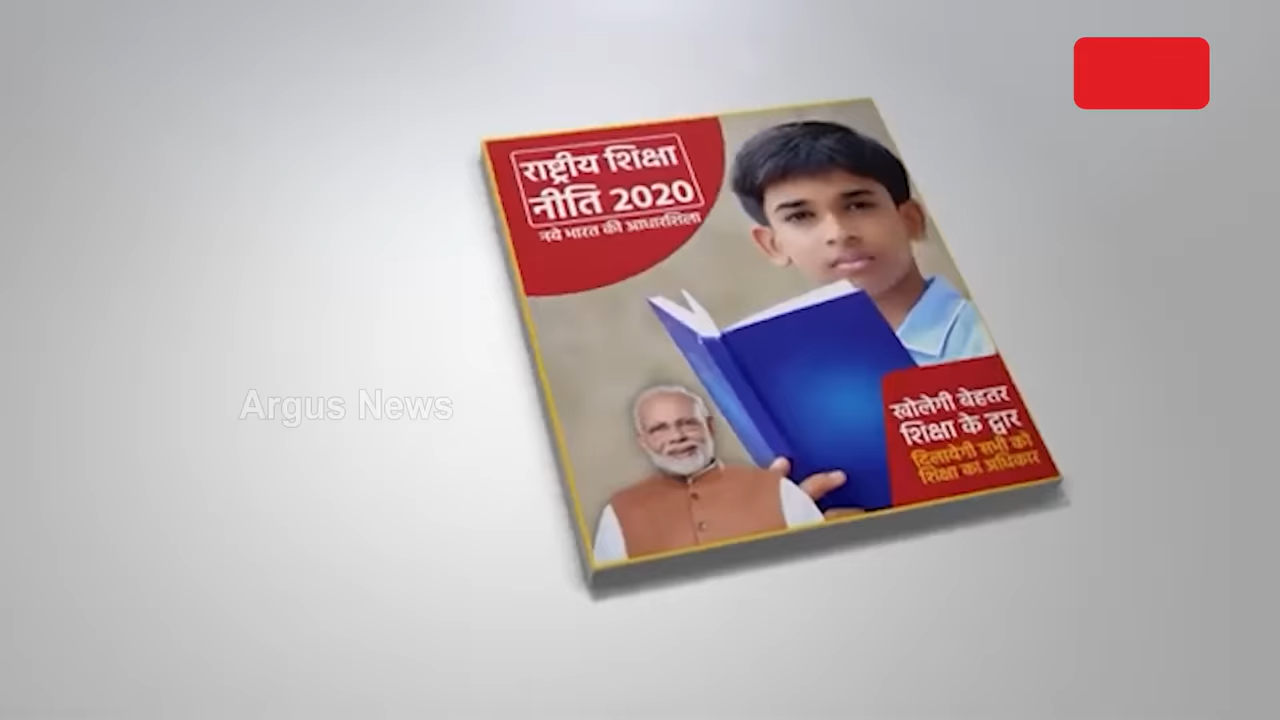 राष्ट्रीय शिक्षा
नीति 2020
नये भारत की आधारशिला
Argus News
खोलेगी बेहतर
शिक्षा के द्वार
दिलायेगी सभी को
शिक्षा का अधिकार